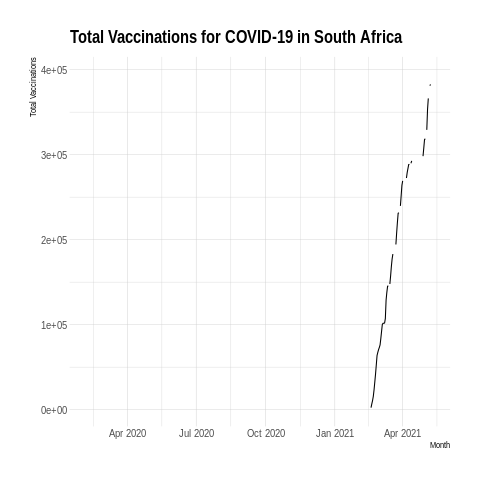 Total Vaccinations for COVID-19 in South Africa
Total Vaccinations
4e+05
3e+05
2e+05
1e+05
0e+00
Apr 2020 Jul 2020 Oct 2020 Jan 2021 Apr 2021
Month